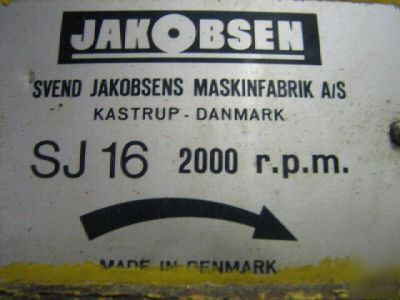 JAKOBSEN
SVEND JAKOBSENS MASKINFABRIK A/S
KASTRUP - DANMARK
SJ 16 2000 r.p.m.
MADE IN DENMARK